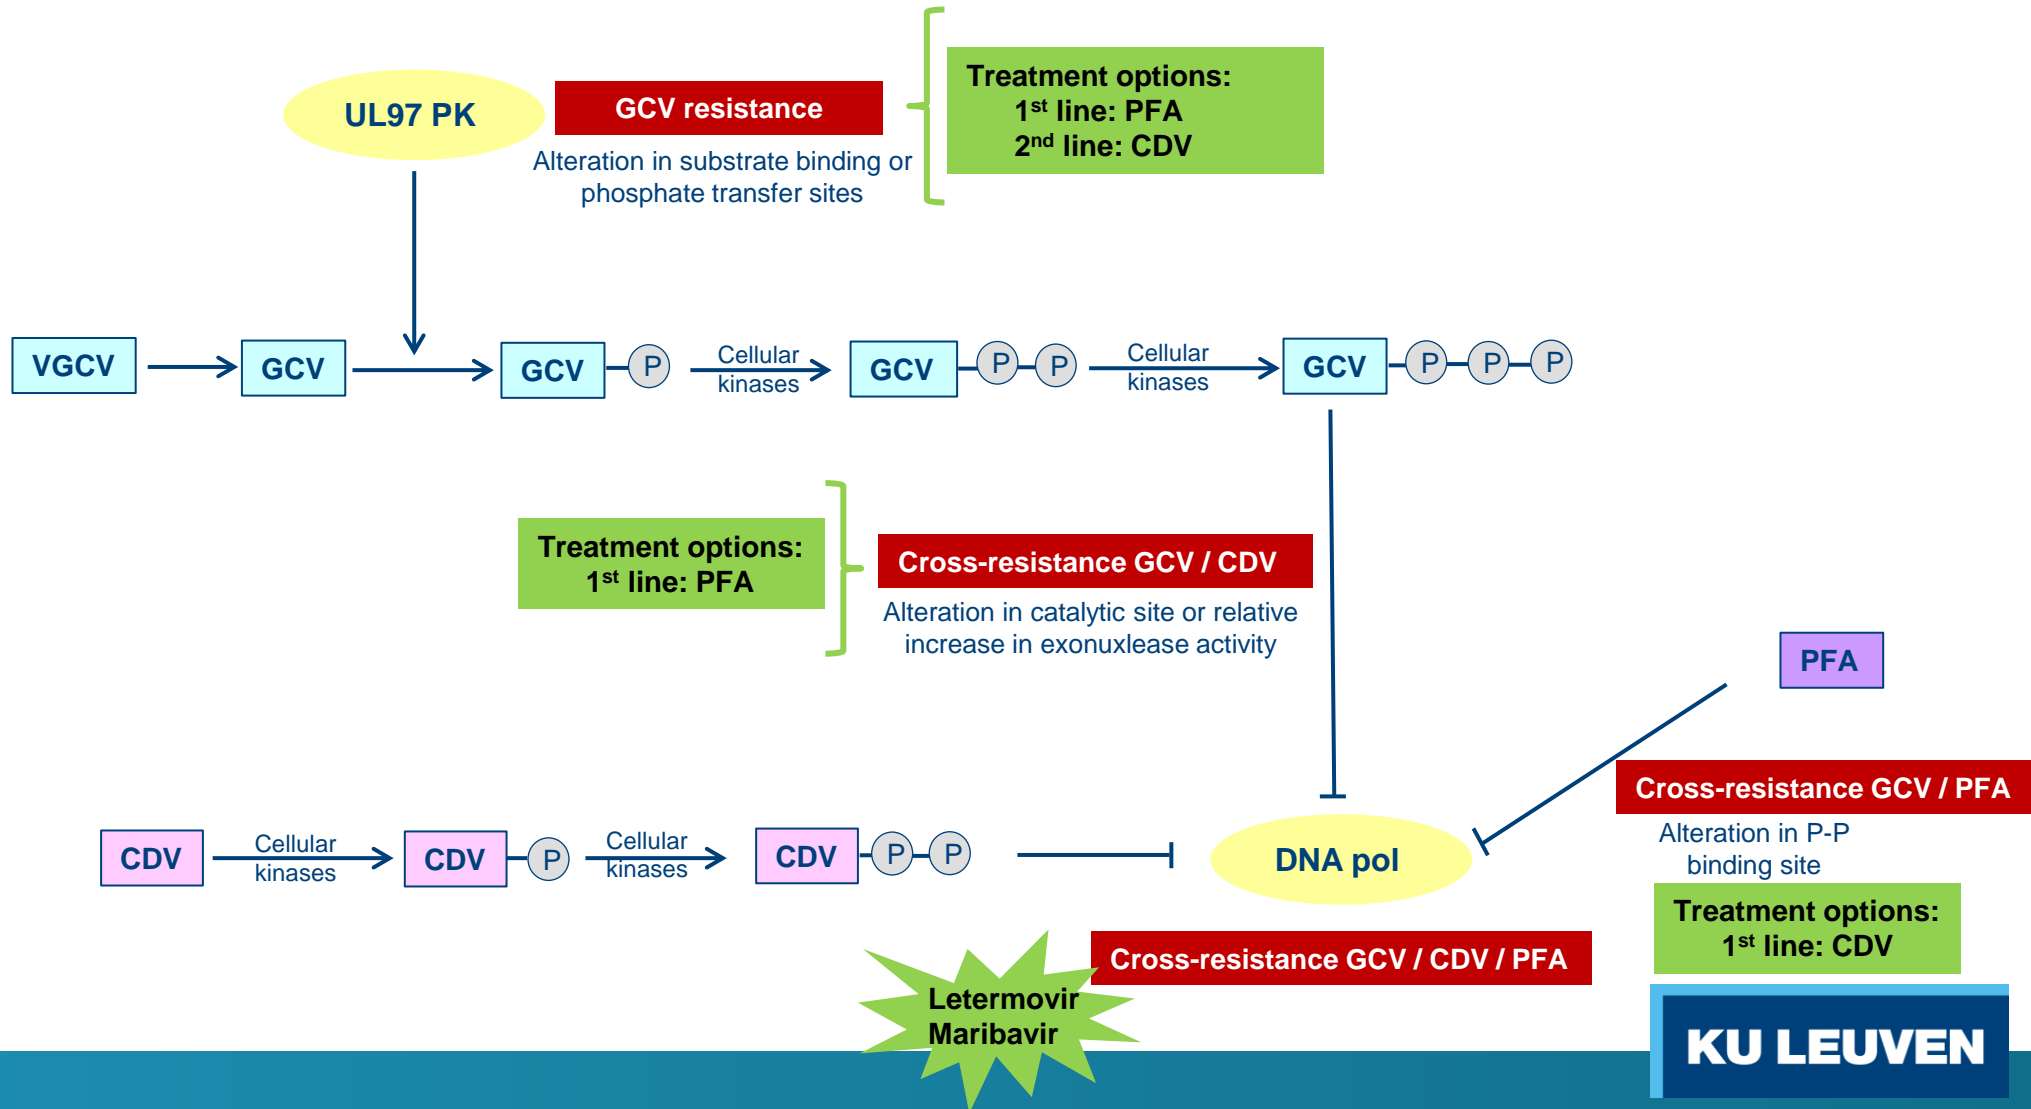 UL97 PK
GCV resistance
Alteration in substrate binding or
phosphate transfer sites
Treatment options:
1st line: PFA
2nd line: CDV
VGCV
GCV
GCV
P
Cellular
kinases
GCV
P
P
Cellular
kinases
GCV
P
P
P
Treatment options:
1st line: PFA
Cross-resistance GCV / CDV
Alteration in catalytic site or relative
increase in exonuxlease activity
PFA
Cross-resistance GCV / PFA
Alteration in P-P
binding site
Treatment options:
1st line: CDV
CDV
Cellular
kinases
CDV
P
Cellular
kinases
CDV
P
P
DNA pol
Cross-resistance GCV / CDV / PFA
Letermovir
Maribavir
KU LEUVEN